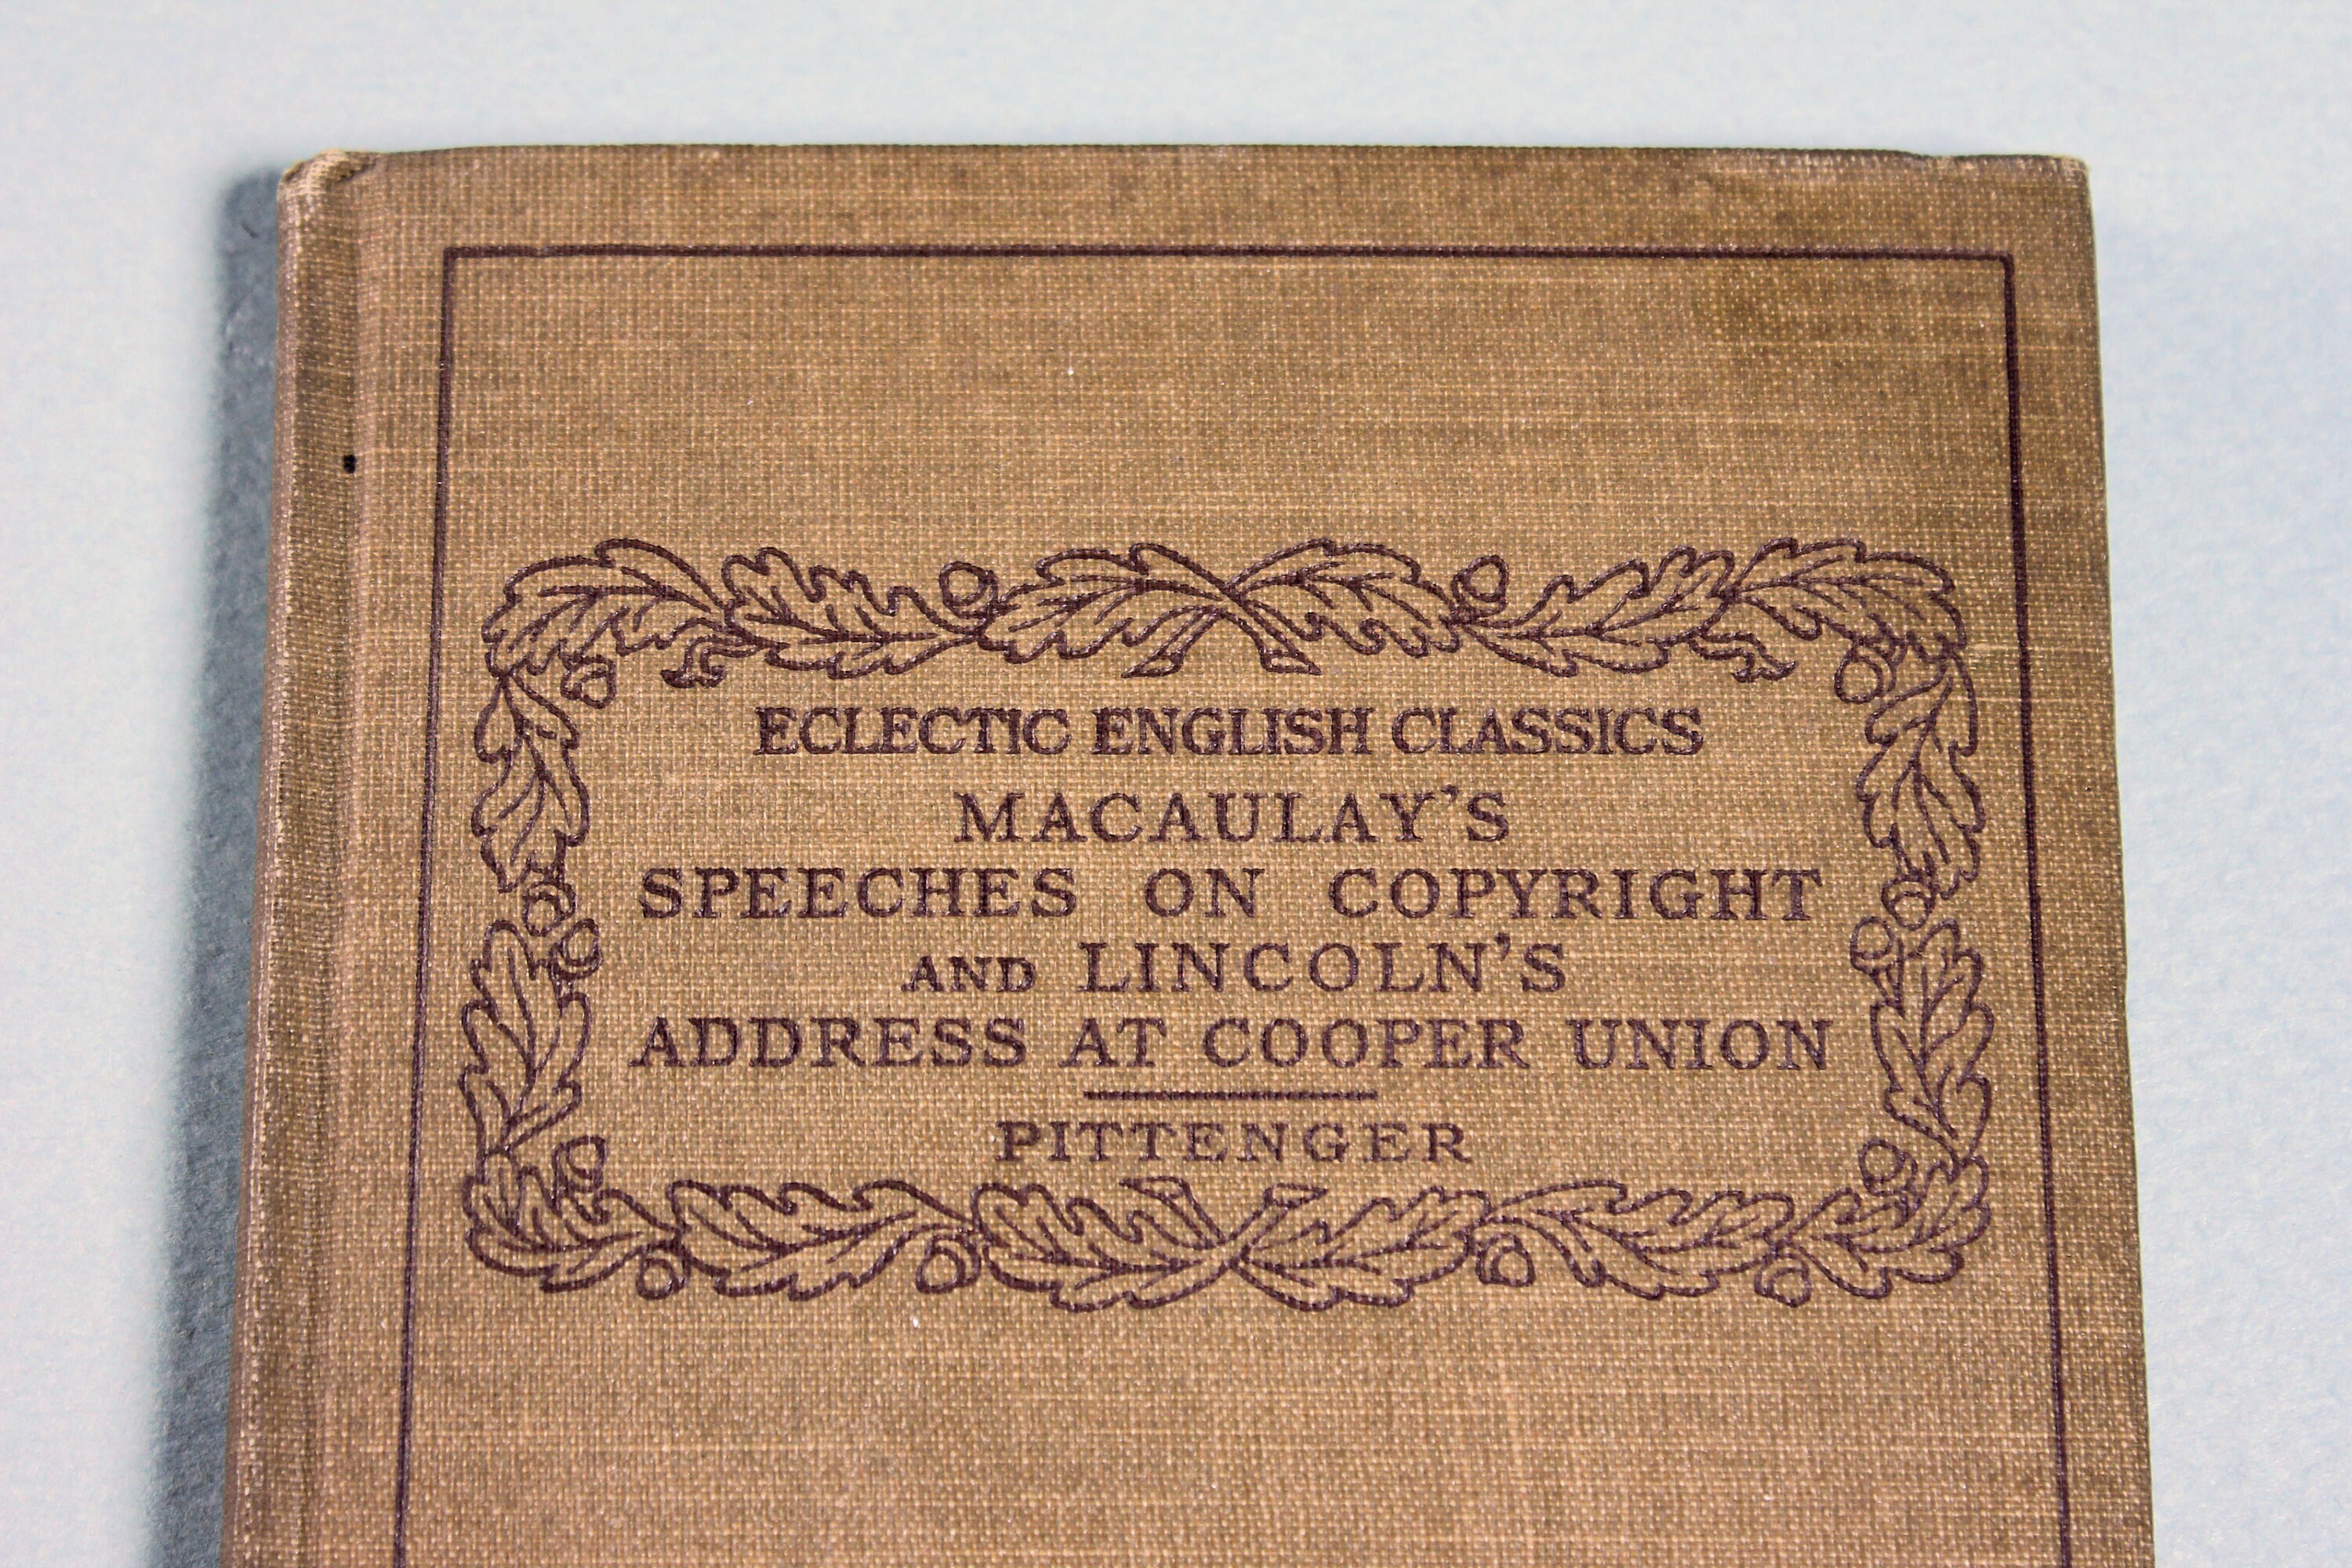 ECLECTIC ENGLISH CLASSICS
MACAULAY'S
SPEECHES ON COPYRIGHT
AND LINCOLN'S
ADDRESS AT COOPER UNION
PITTENGER